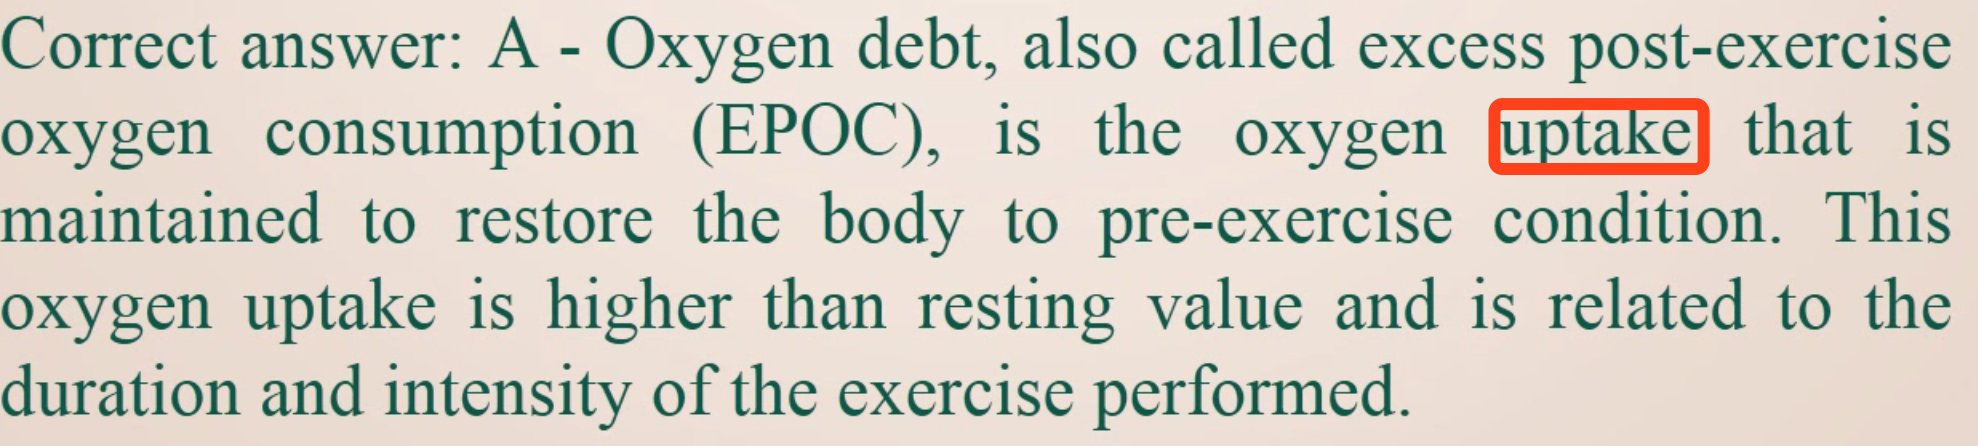 Correct answer: A - Oxygen debt, also called excess post-exercise
oxygen consumption (EPOC), is the oxygen uptake that is
maintained to restore the body to pre-exercise condition. This
oxygen uptake is higher than resting value and is related to the
duration and intensity of the exercise performed.